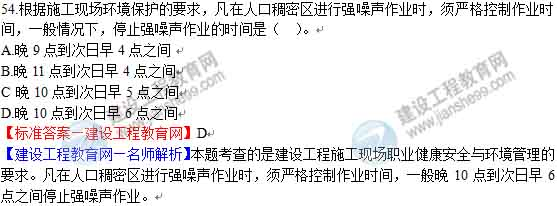 54.根据施工现场环境保护的要求，凡在人口稠密区进行强噪声作业时，须严格控制作业时
间，一般情况下，停止强噪声作业的时间是（　）。
A.晚 9 点到次日早 4 点之间
B.晚 11 点到次日早 4 点之间
C 晚 10 点到次日早 5 点之间
D.晚 10 点到次日早 6 点之间
【标准答案—建设工程教育网】D
【建设工程教育网—名师解析】本题考查的是建设工程施工现场职业健康安全与环境管理的
要求。凡在人口稠密区进行强噪声作业时，须严格控制作业时间，一般晚 10 点到次日早 6
点之间停止强噪声作业。
建设工程教育网
www.jianshe99.com
建设工程教育网
www.jianshe99.com